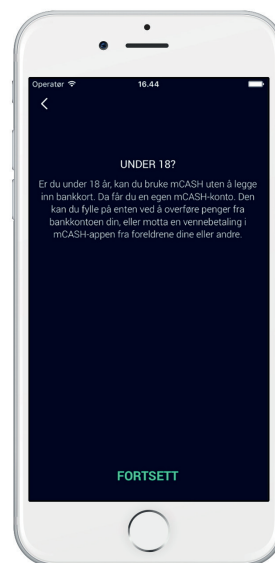 Operatør 16.44
UNDER 18?
Er du under 18 år, kan du bruke mCASH uten å legge
inn bankkort. Da får du en egen mCASH-konto. Den
kan du fylle på enten ved å overføre penger fra
bankkontoen din, eller motta en vennebetaling i
mCASH-appen fra foreldrene dine eller andre.
FORTSETT